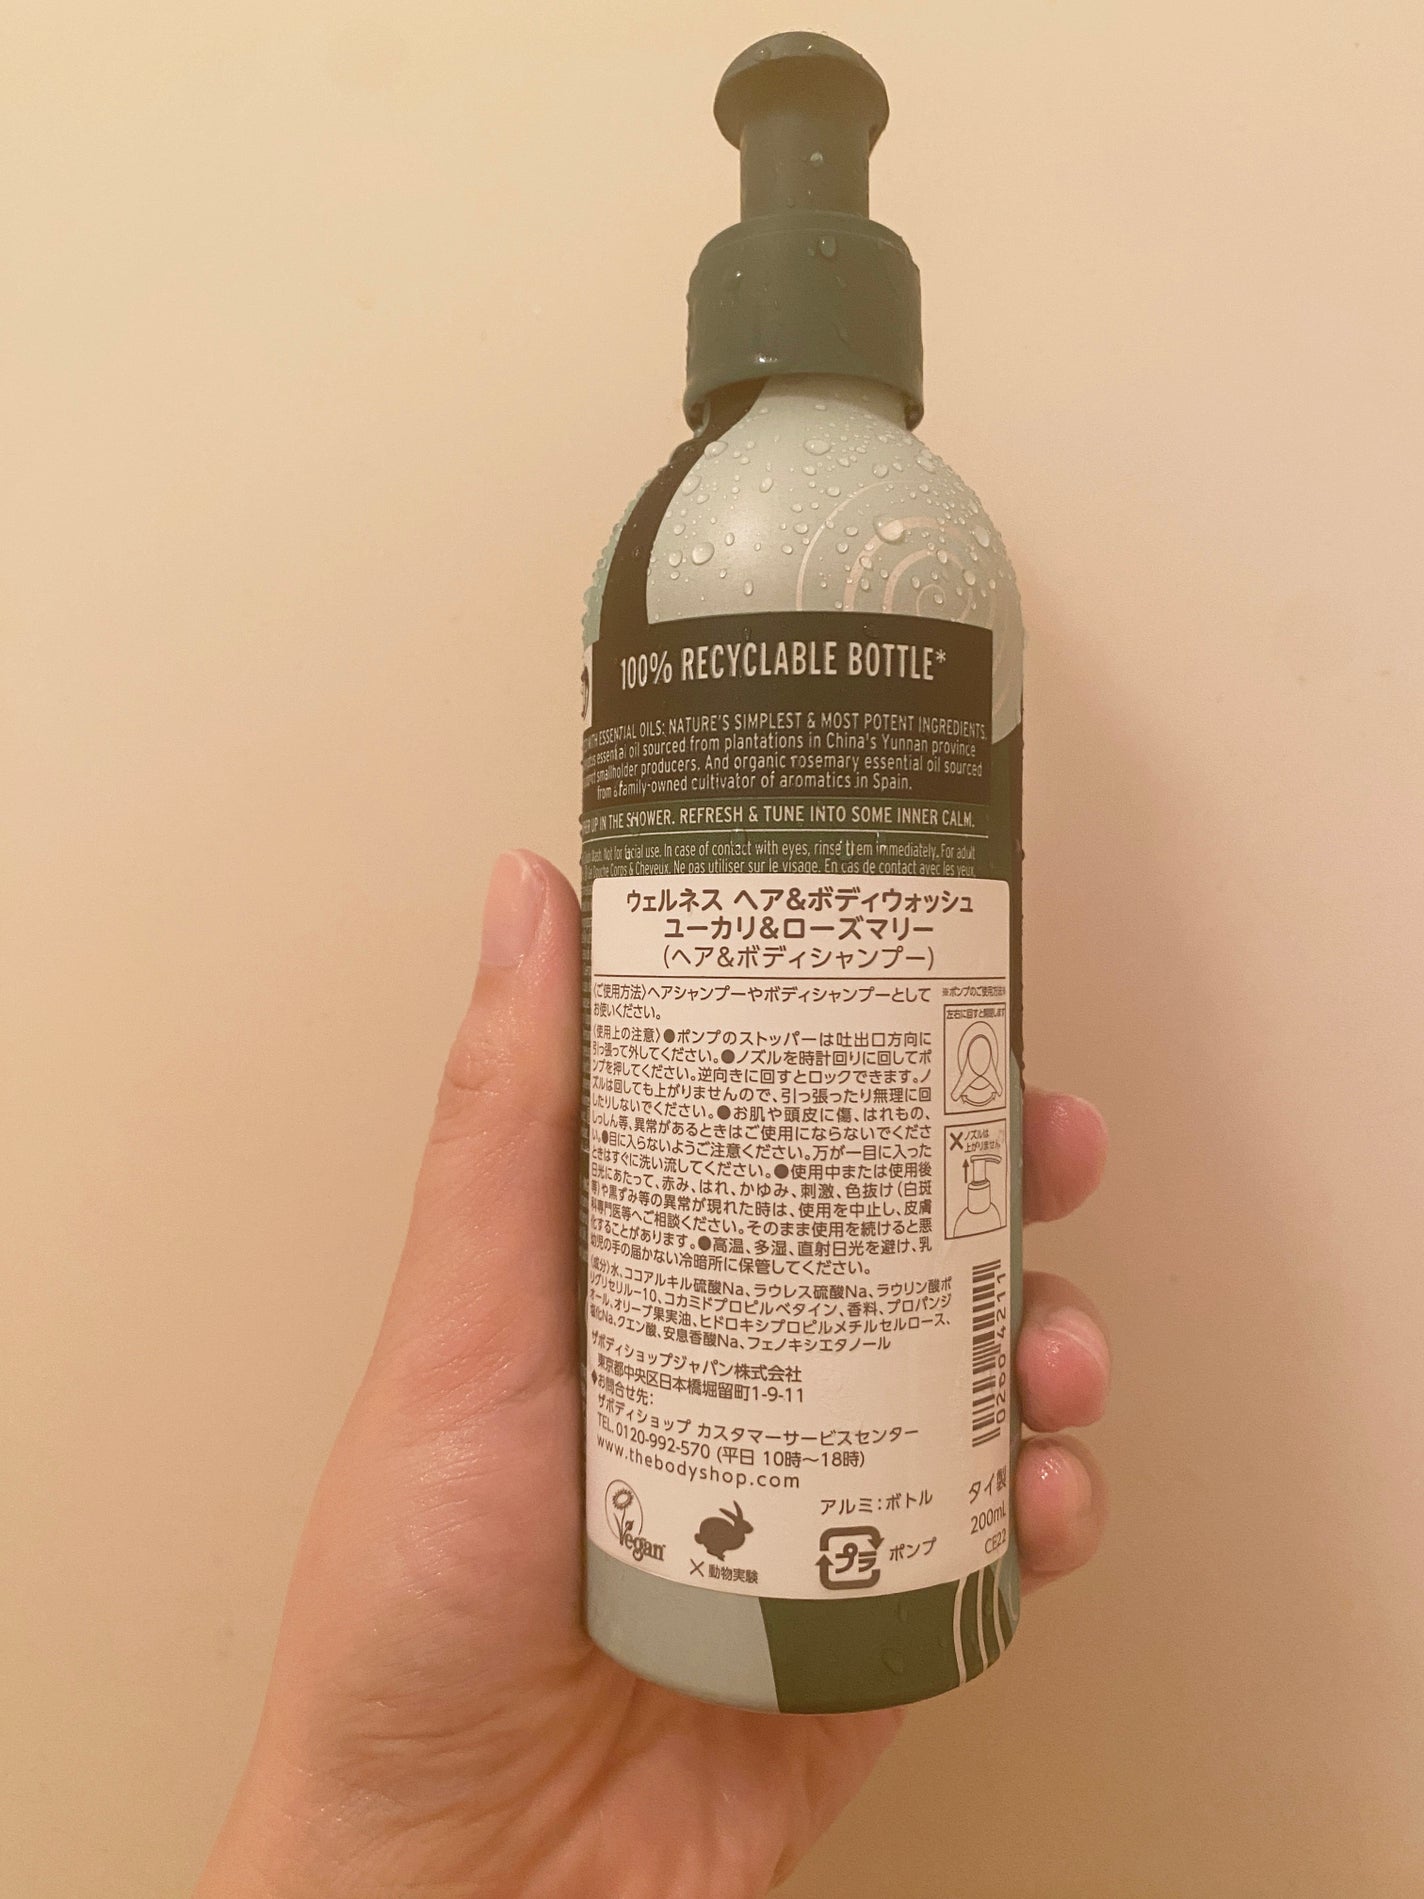 100% RECYCLABLE BOTTLE*
WITH ESSENTIAL OILS: NATURE'S SIMPLEST & MOST POTENT INGREDIENTS.
essential oil sourced from plantations in China's Yunnan province
smallholder producers. And organic rosemary essential oil sourced
from a family-owned cultivator of aromatics in Spain.
UP IN THE SHOWER. REFRESH & TUNE INTO SOME INNER CALM.
Wash. Not for facial use. In case of contact with eyes, rinse them immediately. For adult
Douche Corps & Cheveux. Ne pas utiliser sur le visage. En cas de contact avec les yeux,
ウェルネス ヘア&ボディウォッシュ
ユーカリ&ローズマリー
(ヘア&ボディシャンプー)
〈ご使用方法〉ヘアシャンプーやボディシャンプーとして
お使いください。
〈使用上の注意〉●ポンプのストッパーは吐出口方向に
引っ張って外してください。●ノズルを時計回りに回してポ
ンプを押してください。逆向きに回すとロックできます。ノ
ズルは回しても上がりませんので、引っ張ったり無理に回
したりしないでください。●お肌や頭皮に傷、はれもの、
しっしん等、異常があるときはご使用にならないでくださ
い。●目に入らないようご注意ください。万が一目に入った
ときはすぐに洗い流してください。●使用中または使用後
日光にあたって、赤み、はれ、かゆみ、刺激、色抜け(白斑
等)や黒ずみ等の異常が現れた時は、使用を中止し、皮膚
科専門医等へご相談ください。そのまま使用を続けると悪
化することがあります。●高温、多湿、直射日光を避け、乳
幼児の手の届かない冷暗所に保管してください。
〈成分〉水、ココアルキル硫酸Na、ラウレス硫酸Na、ラウリン酸ポ
リグリセリル-10、コカミドプロピルベタイン、香料、プロパンジ
オール、オリーブ果実油、ヒドロキシプロピルメチルセルロース、
塩化Na、クエン酸、安息香酸Na、フェノキシエタノール
ザボディショップジャパン株式会社
東京都中央区日本橋堀留町1-9-11
◆お問合せ先:
ザボディショップ カスタマーサービスセンター
TEL.0120-992-570 (平日 10時~18時)
www.thebodyshop.com
※ポンプのご使用方法※
左右に回すと開閉します
×ノズルは
上がりません
02604211
Vegan
×動物実験
アルミ:ボトル
プラ ポンプ
タイ製
200mL
CE22